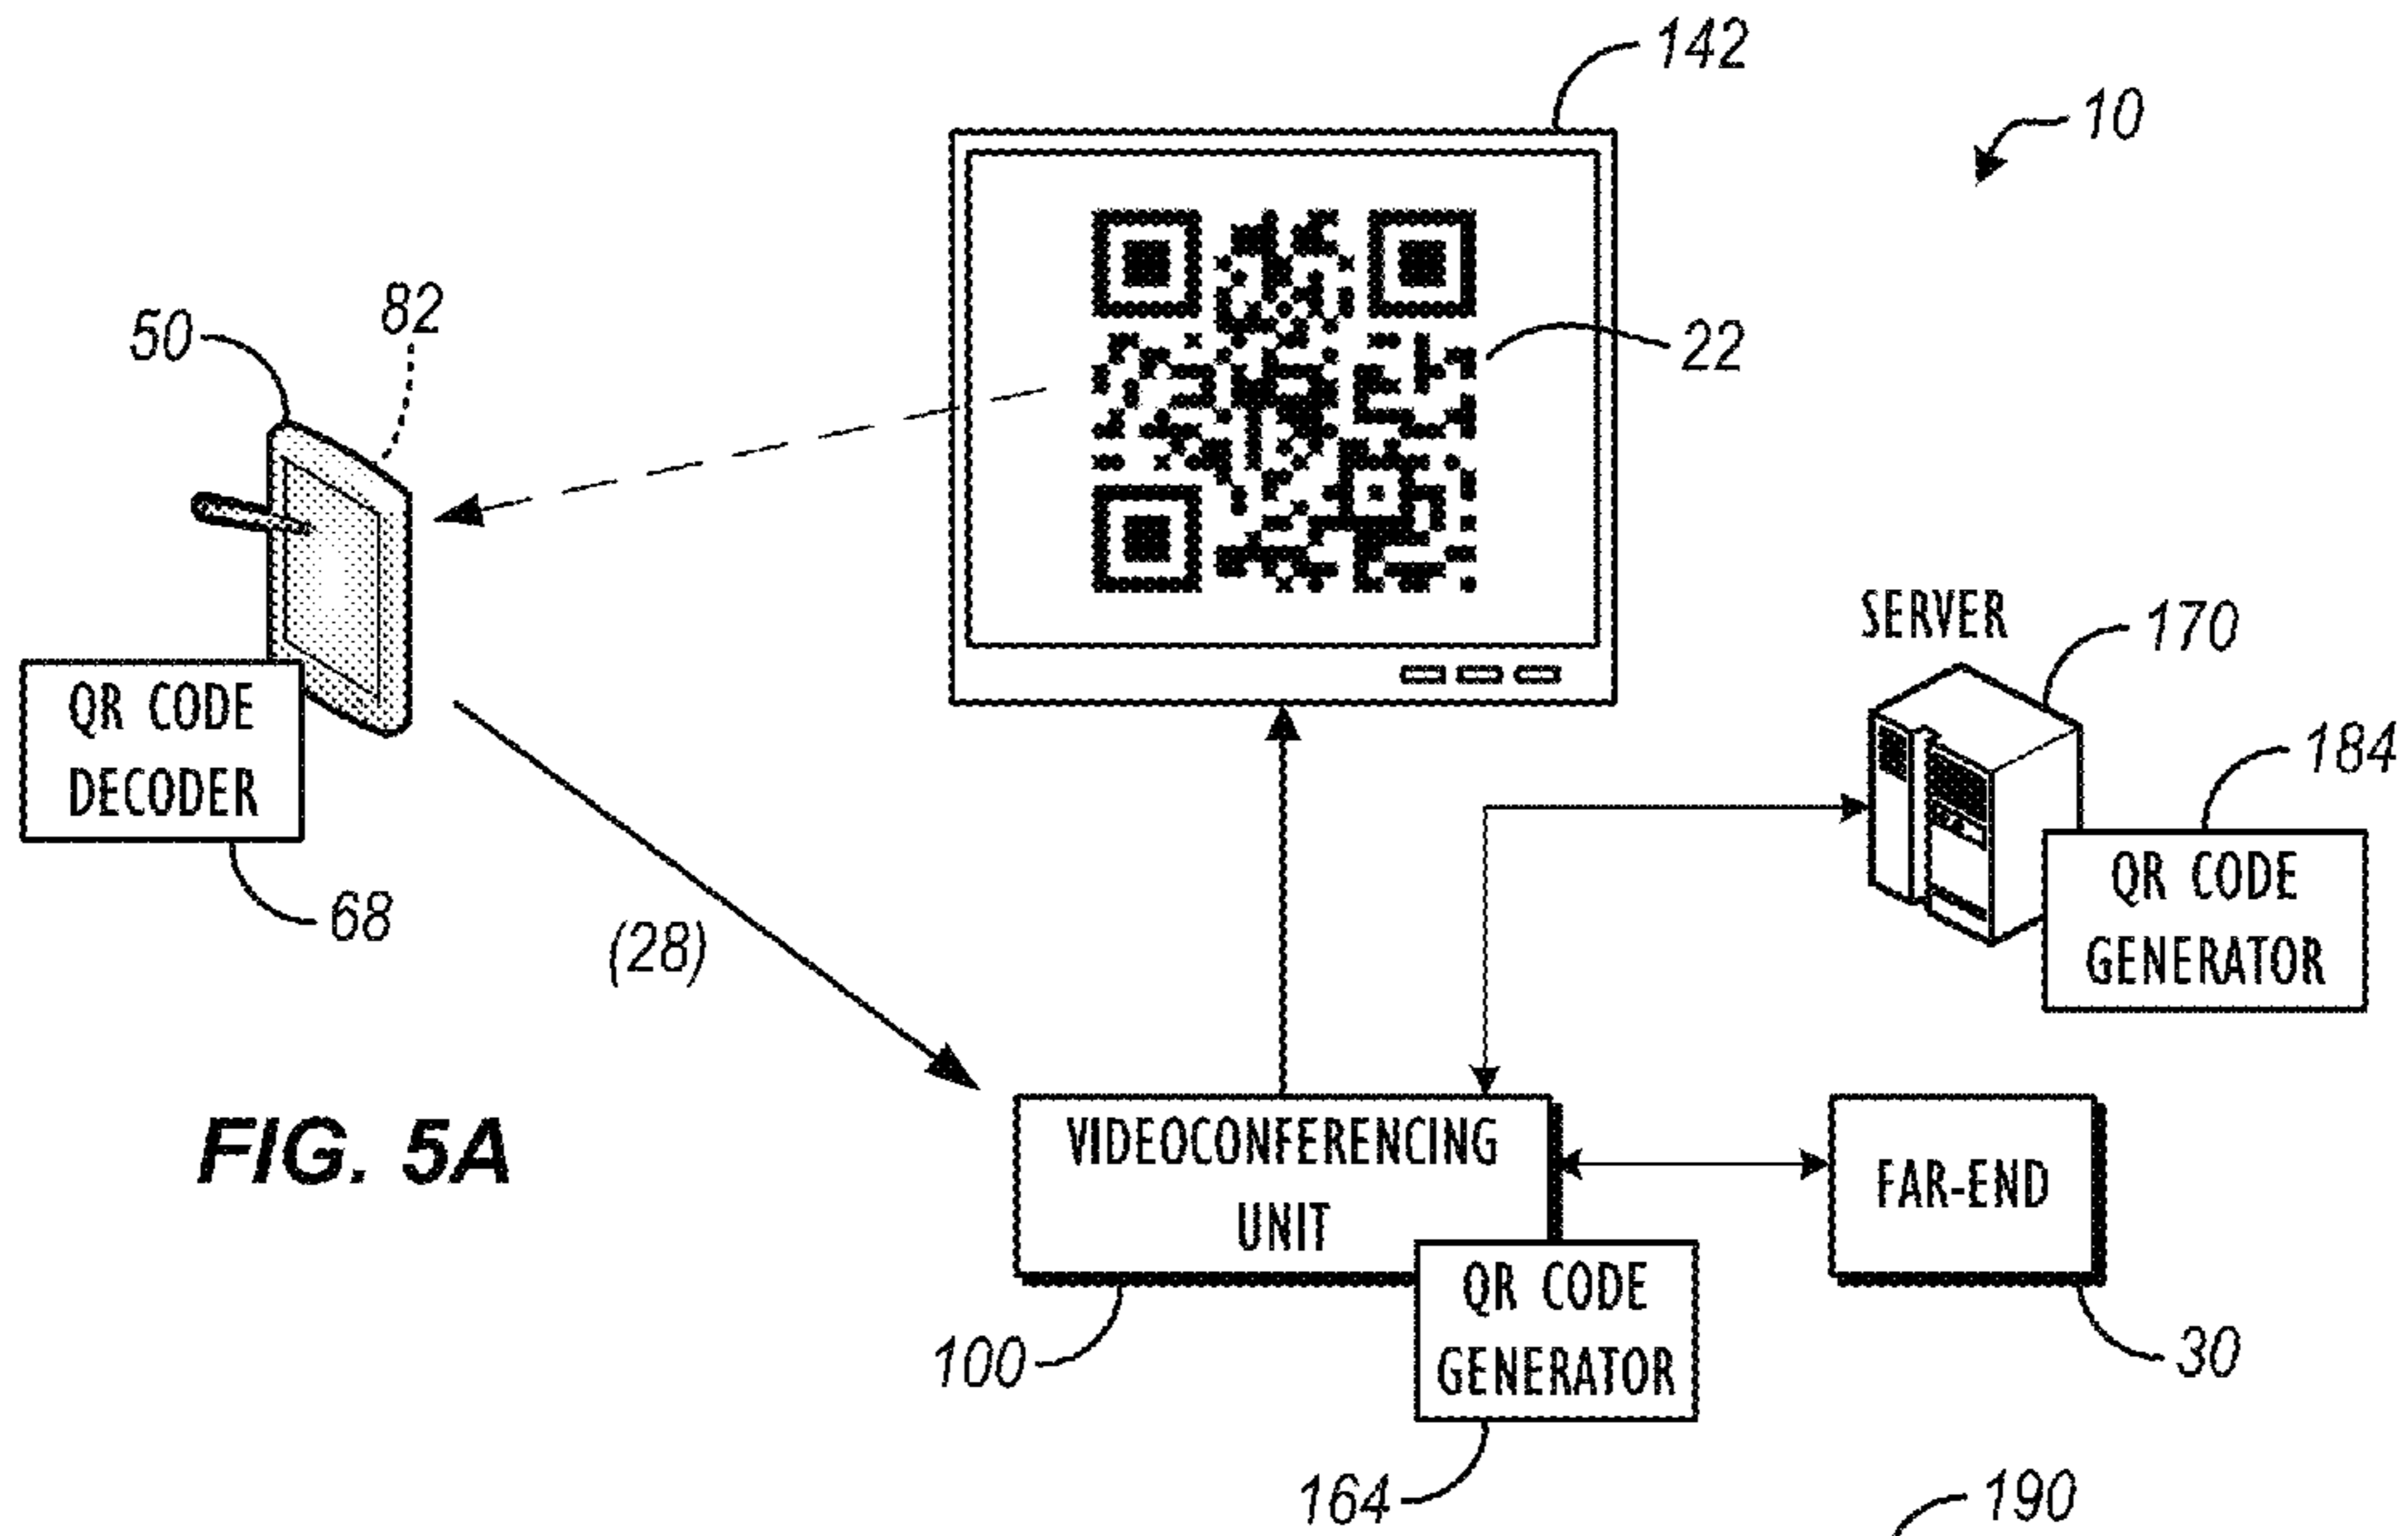 142
10
82
50
22
SERVER
170
QR CODE
DECODER
184
QR CODE
GENERATOR
68
(28)
FIG. 5A
VIDEOCONFERENCING
UNIT
FAR-END
QR CODE
GENERATOR
100
30
164
190